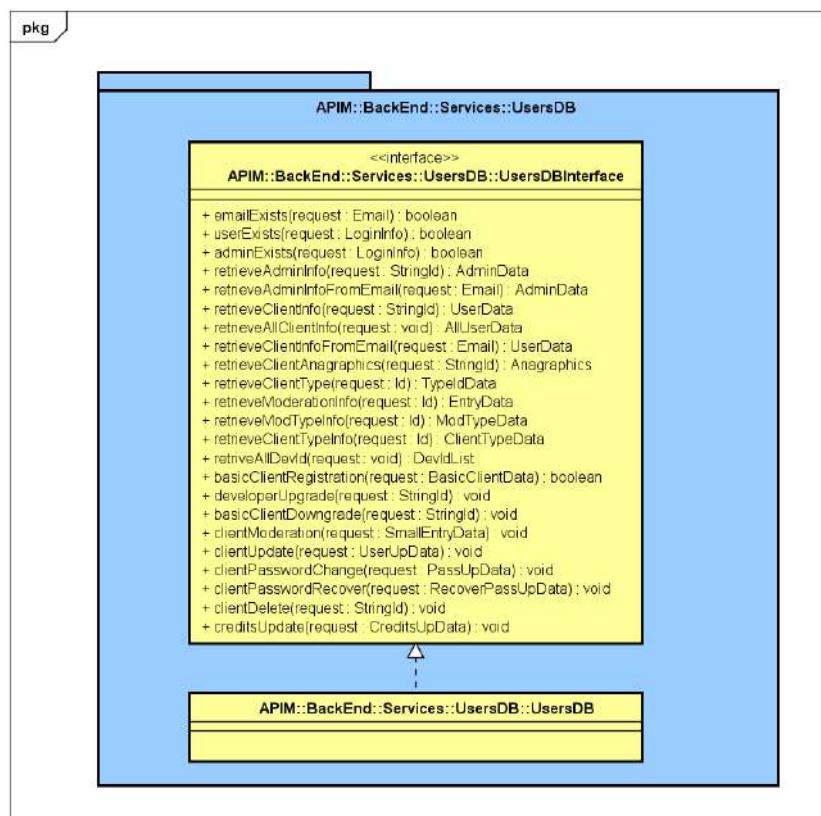 pkg
APIM::BackEnd::Services::UsersDB
<<interface>>
APIM::BackEnd::Services::UsersDB::UsersDBInterface
+ emailExists(request : Email) : boolean
+ userExists(request : LoginInfo) : boolean
+ adminExists(request : LoginInfo) : boolean
+ retrieveAdminInfo(request : StringId) : AdminData
+ retrieveAdminInfoFromEmail(request : Email) : AdminData
+ retrieveClientInfo(request : StringId) : UserData
+ retrieveAllClientInfo(request : void) : AllUserData
+ retrieveClientInfoFromEmail(request : Email) : UserData
+ retrieveClientAnagraphics(request : StringId) : Anagraphics
+ retrieveClientType(request : Id) : TypeIdData
+ retrieveModerationInfo(request : Id) : EntryData
+ retrieveModTypeInfo(request : Id) : ModTypeData
+ retrieveClientTypeInfo(request : Id) : ClientTypeData
+ retriveAllDevId(request : void) : DevIdList
+ basicClientRegistration(request : BasicClientData) : boolean
+ developerUpgrade(request : StringId) : void
+ basicClientDowngrade(request : StringId) : void
+ clientModeration(request : SmallEntryData) : void
+ clientUpdate(request : UserUpData) : void
+ clientPasswordChange(request : PassUpData) : void
+ clientPasswordRecover(request : RecoverPassUpData) : void
+ clientDelete(request : StringId) : void
+ creditsUpdate(request : CreditsUpData) : void
APIM::BackEnd::Services::UsersDB::UsersDB